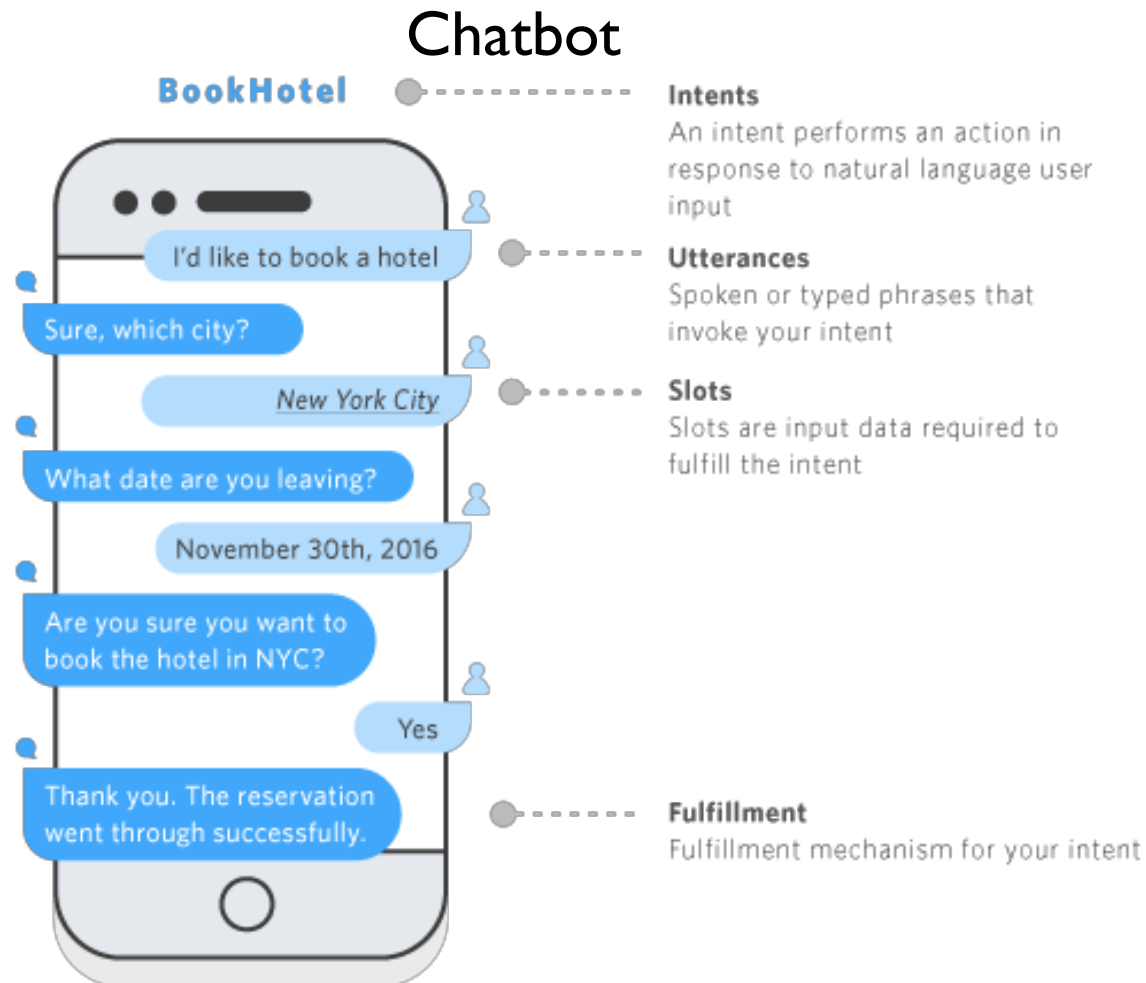 Chatbot
BookHotel
Intents
An intent performs an action in
response to natural language user
input
I'd like to book a hotel
Utterances
Spoken or typed phrases that
invoke your intent
Sure, which city?
New York City
Slots
Slots are input data required to
fulfill the intent
What date are you leaving?
November 30th, 2016
Are you sure you want to
book the hotel in NYC?
Yes
Thank you. The reservation
went through successfully.
Fulfillment
Fulfillment mechanism for your intent